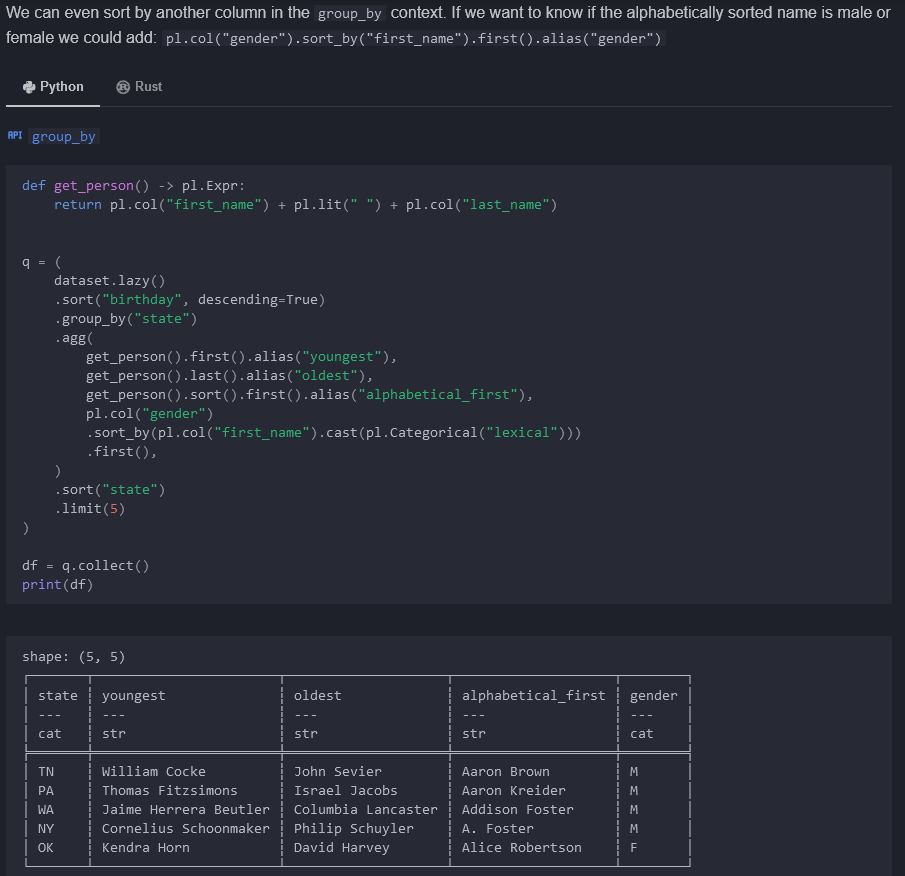 We can even sort by another column in the group_by context. If we want to know if the alphabetically sorted name is male or
female we could add: pl.col("gender").sort_by("first_name").first().alias("gender")
Python Rust
API group_by
def get_person() -> pl.Expr:
    return pl.col("first_name") + pl.lit(" ") + pl.col("last_name")
q = (
    dataset.lazy()
    .sort("birthday", descending=True)
    .group_by("state")
    .agg(
        get_person().first().alias("youngest"),
        get_person().last().alias("oldest"),
        get_person().sort().first().alias("alphabetical_first"),
        pl.col("gender")
        .sort_by(pl.col("first_name").cast(pl.Categorical("lexical")))
        .first(),
    )
    .sort("state")
    .limit(5)
)
df = q.collect()
print(df)
shape: (5, 5)
state youngest oldest alphabetical_first gender
--- --- --- --- ---
cat str str str cat
TN William Cocke John Sevier Aaron Brown M
PA Thomas Fitzsimons Israel Jacobs Aaron Kreider M
WA Jaime Herrera Beutler Columbia Lancaster Addison Foster M
NY Cornelius Schoonmaker Philip Schuyler A. Foster M
OK Kendra Horn David Harvey Alice Robertson F